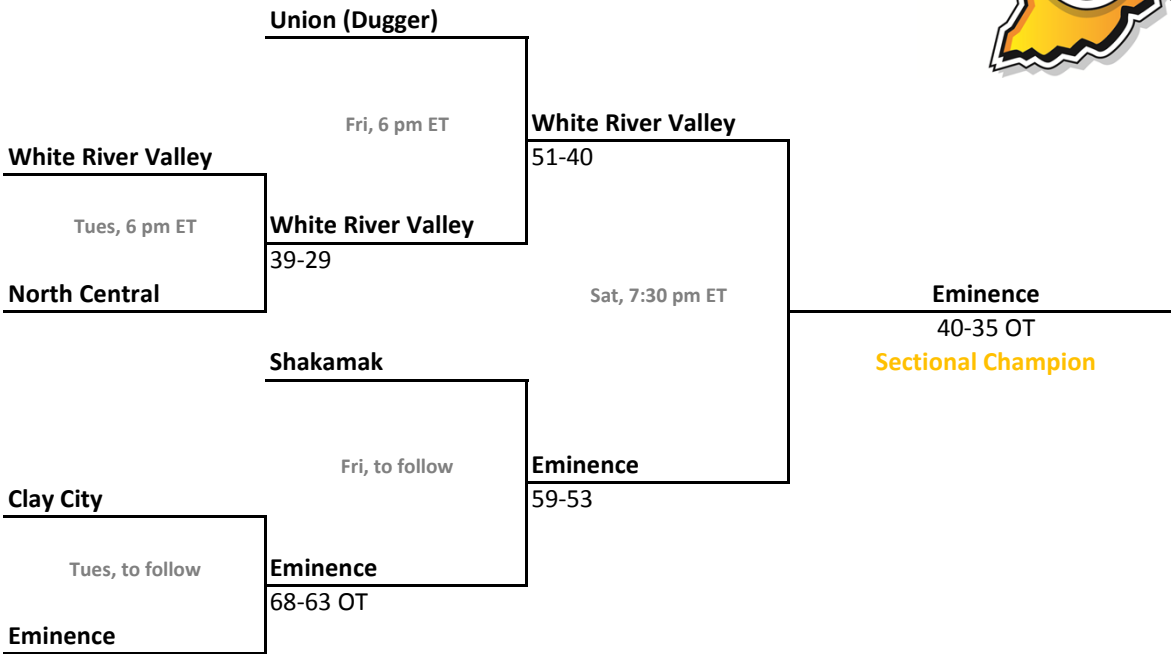 Union (Dugger)
Fri, 6 pm ET
White River Valley
White River Valley
51-40
Tues, 6 pm ET
White River Valley
39-29
North Central
Sat, 7:30 pm ET
Eminence
40-35 OT
Shakamak
Sectional Champion
Fri, to follow
Eminence
Clay City
59-53
Tues, to follow
Eminence
68-63 OT
Eminence